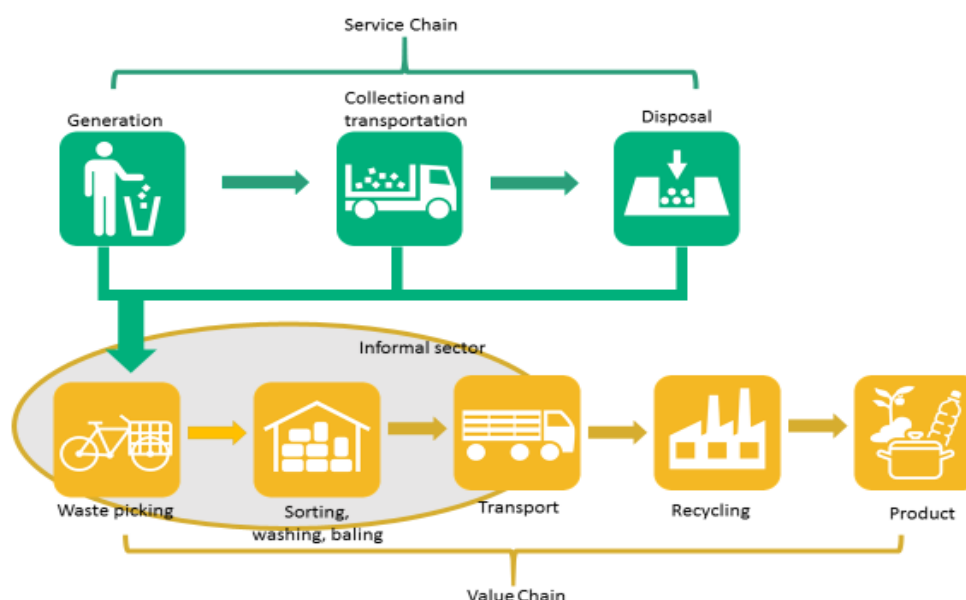 Service Chain
Generation
Collection and
transportation
Disposal
Informal sector
Waste picking
Sorting,
washing, baling
Transport
Recycling
Product
Value Chain